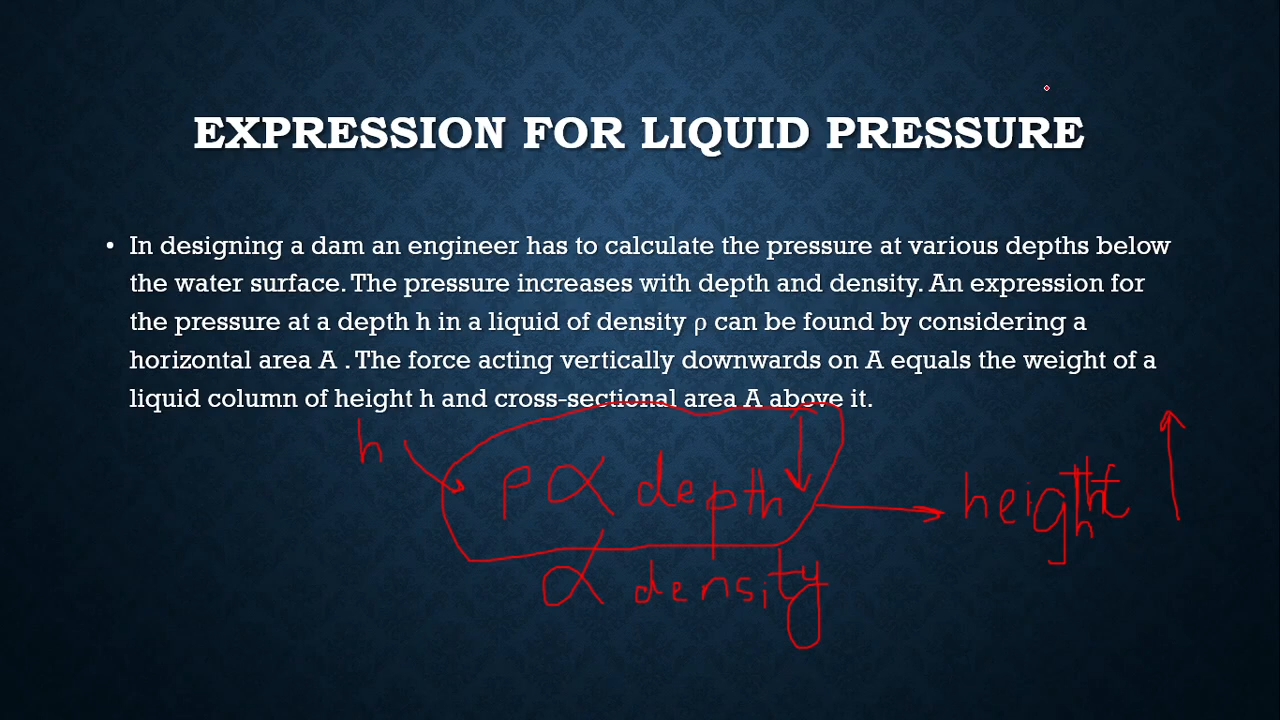 EXPRESSION FOR LIQUID PRESSURE
• In designing a dam an engineer has to calculate the pressure at various depths below
the water surface. The pressure increases with depth and density. An expression for
the pressure at a depth h in a liquid of density ρ can be found by considering a
horizontal area A . The force acting vertically downwards on A equals the weight of a
liquid column of height h and cross-sectional area A above it.
h
p α depth
height
α density